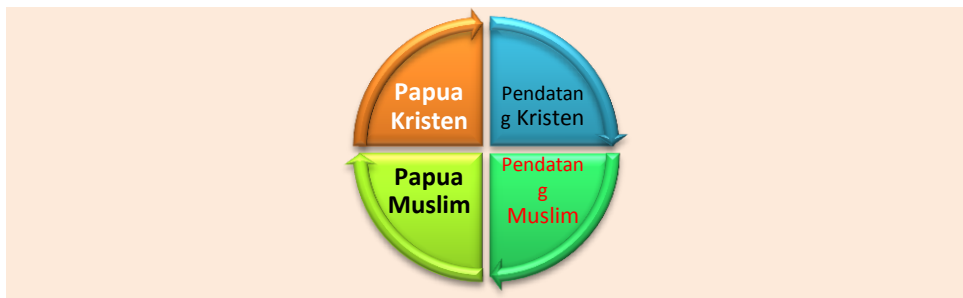 Papua
Kristen
Pendatan
g Kristen
Papua
Muslim
Pendatan
g
Muslim